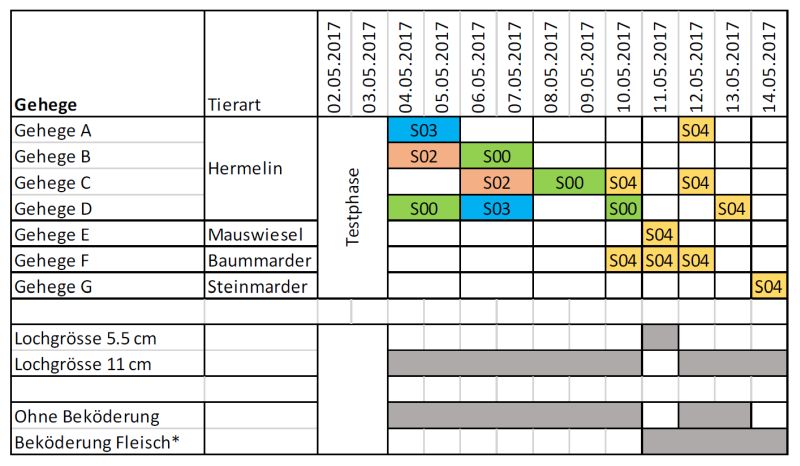 Gehege Tierart 02.05.2017 03.05.2017 04.05.2017 05.05.2017 06.05.2017 07.05.2017 08.05.2017 09.05.2017 10.05.2017 11.05.2017 12.05.2017 13.05.2017 14.05.2017
Testphase
Gehege A S03 S04
Gehege B Hermelin S02 S00
Gehege C S02 S00 S04 S04
Gehege D S00 S03 S00 S04
Gehege E Mauswiesel S04
Gehege F Baummarder S04 S04 S04
Gehege G Steinmarder S04
Lochgrösse 5.5 cm
Lochgrösse 11 cm
Ohne Beköderung
Beköderung Fleisch*